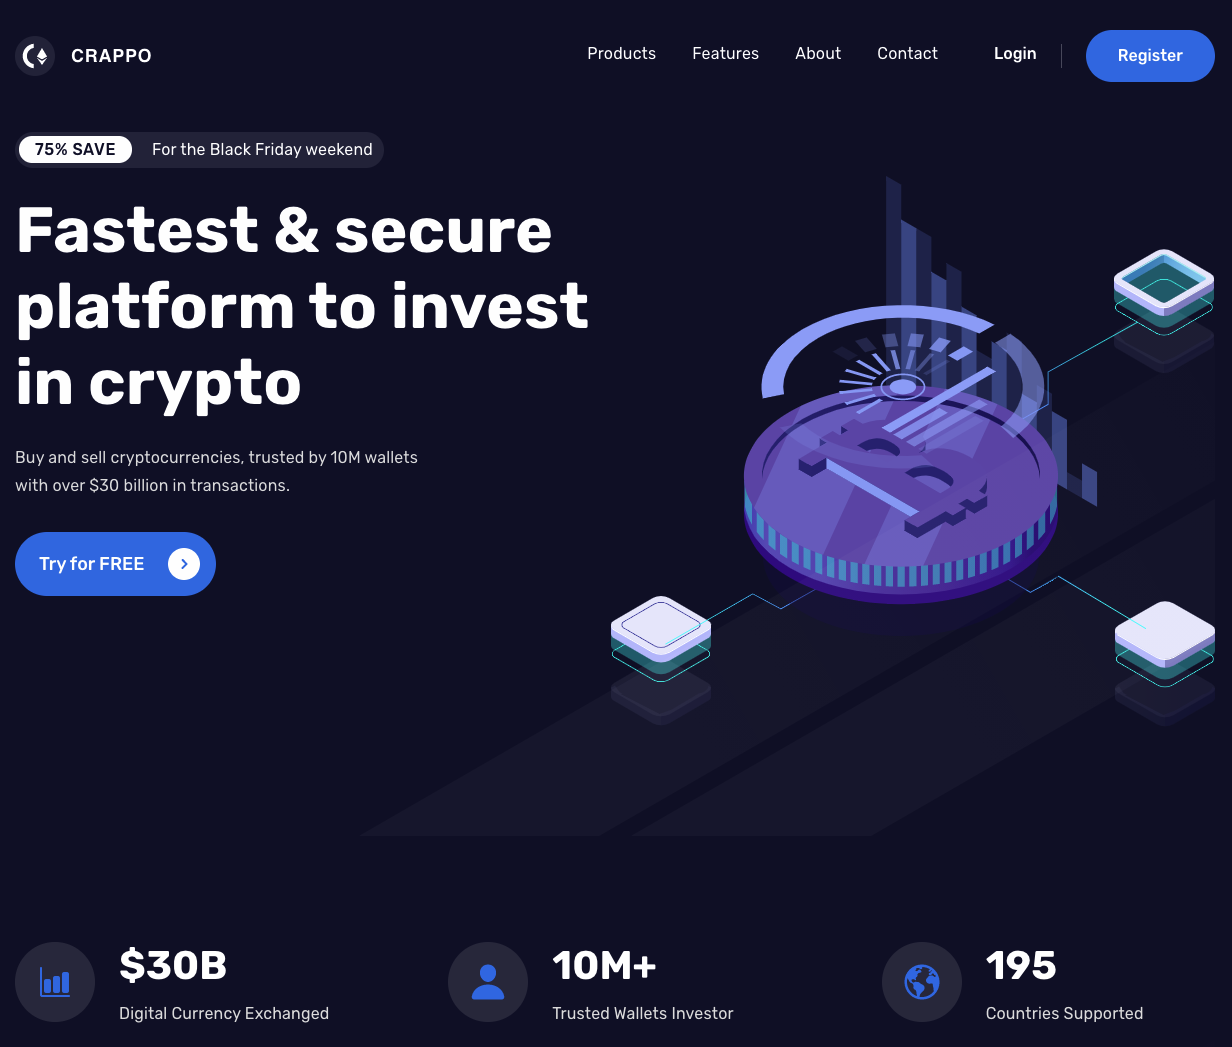 CRAPPO
Products Features About Contact Login Register
75% SAVE For the Black Friday weekend
Fastest & secure
platform to invest
in crypto
Buy and sell cryptocurrencies, trusted by 10M wallets
with over $30 billion in transactions.
Try for FREE
$30B
Digital Currency Exchanged
10M+
Trusted Wallets Investor
195
Countries Supported